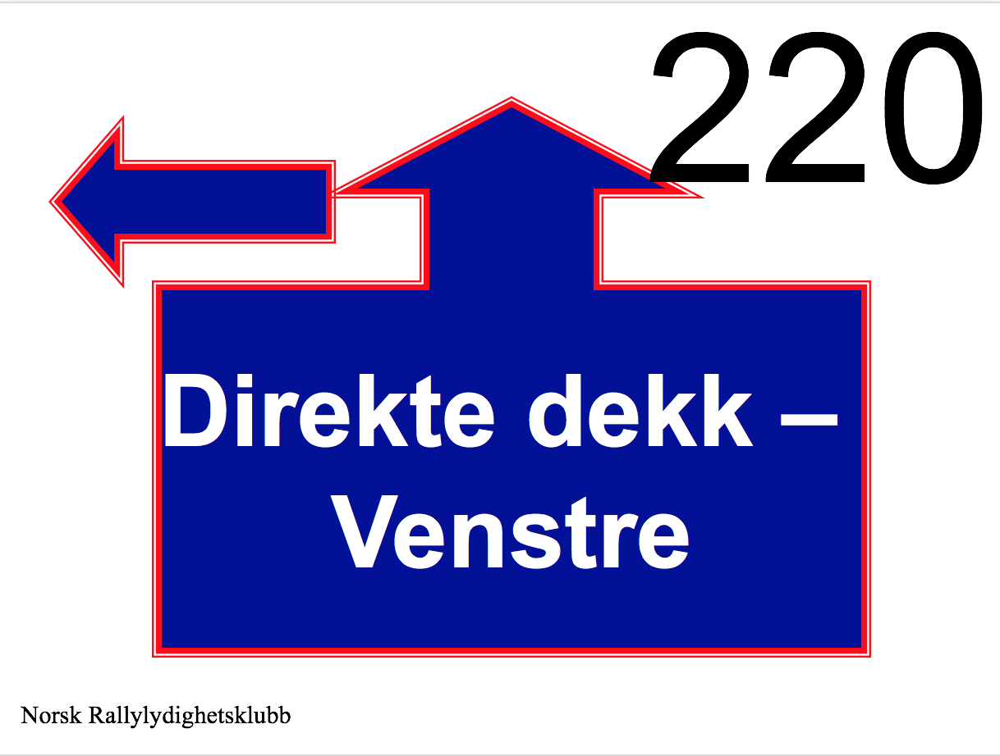 220
Direkte dekk –
Venstre
Norsk Rallylydighetsklubb